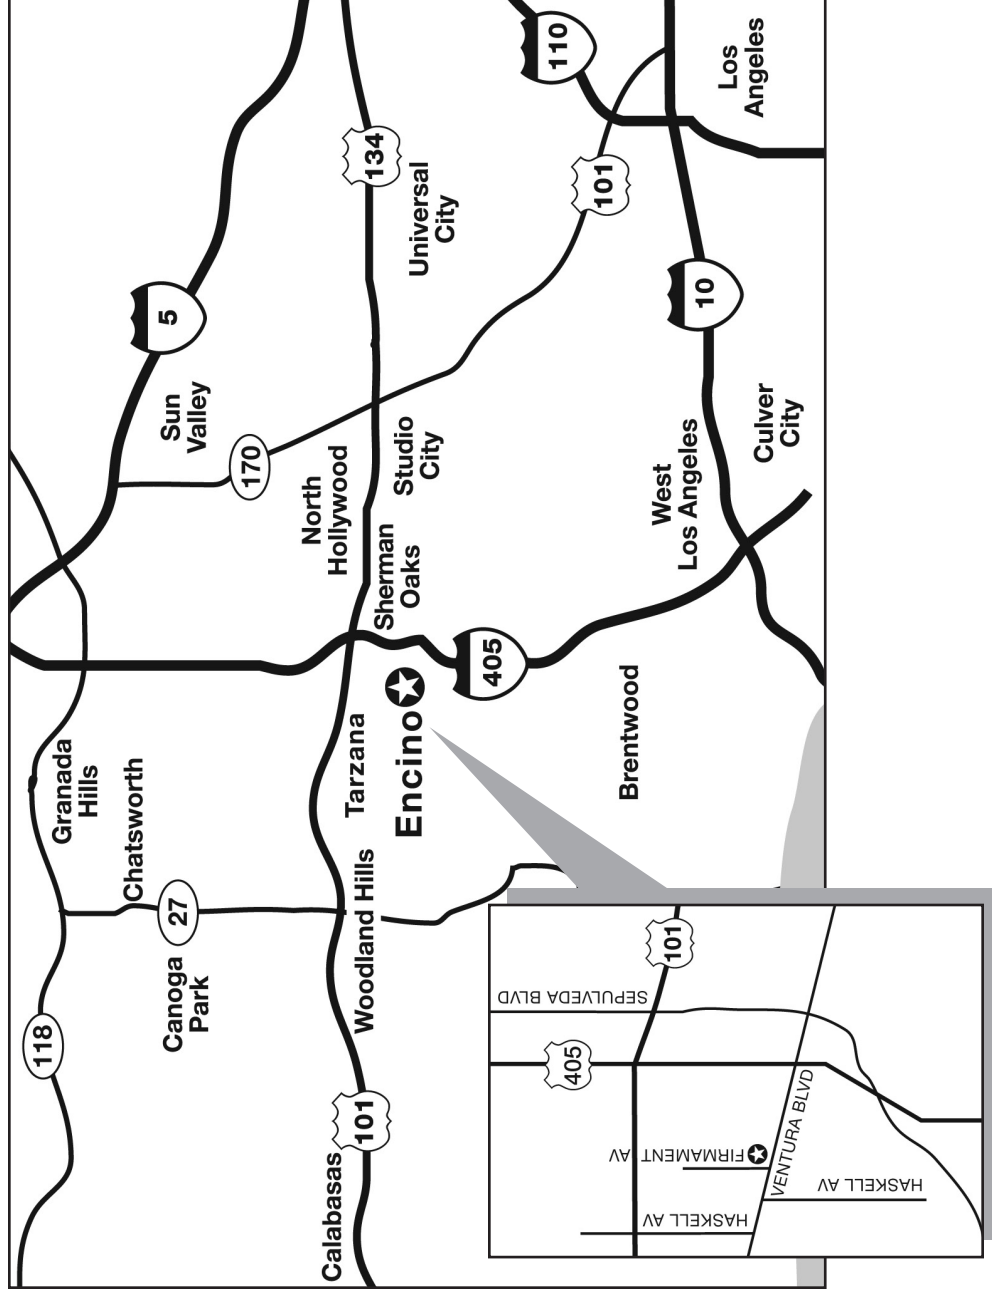 118
Granada
Hills
Chatsworth
27
Canoga
Park
5
Sun
Valley
170
North
Hollywood
134
Universal
City
Studio
City
Sherman
Oaks
Tarzana
Encino
Woodland Hills
Calabasas
101
405
Brentwood
West
Los Angeles
Culver
City
10
101
110
Los
Angeles
101
SEPULVEDA BLVD
405
FIRMAMENT AV
VENTURA BLVD
HASKELL AV
HASKELL AV